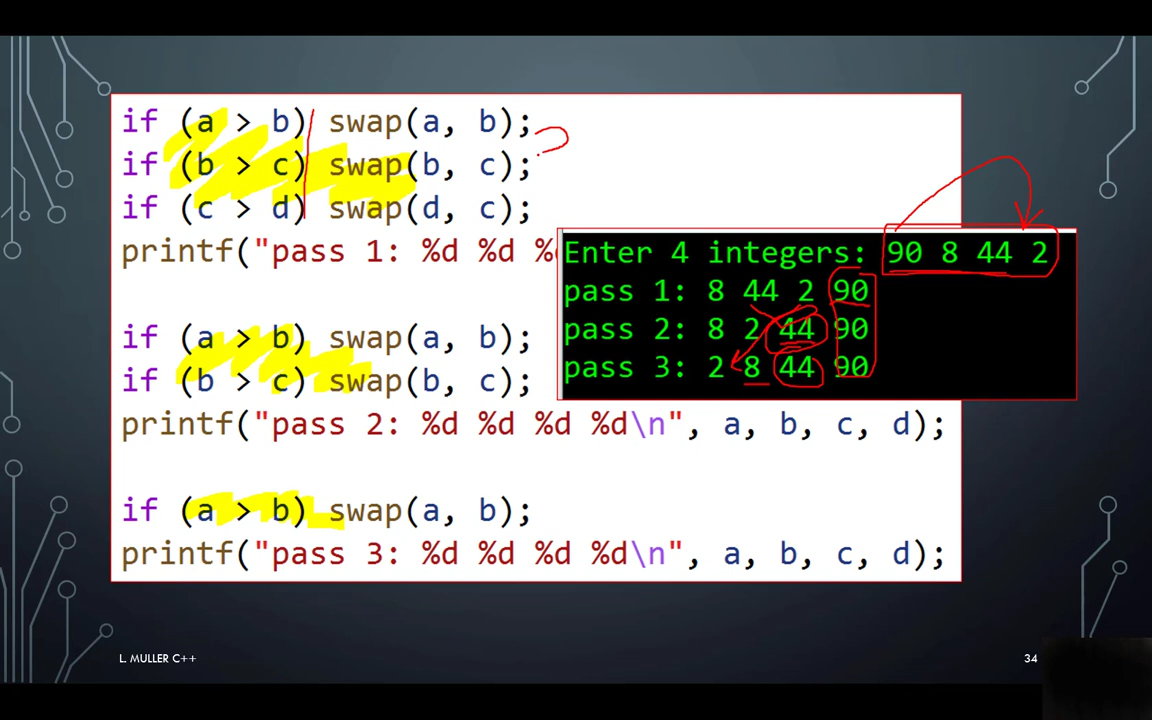 if (a > b) swap(a, b);
if (b > c) swap(b, c);
if (c > d) swap(d, c);
printf("pass 1: %d %d %
if (a > b) swap(a, b);
if (b > c) swap(b, c);
printf("pass 2: %d %d %d %d\n", a, b, c, d);
if (a > b) swap(a, b);
printf("pass 3: %d %d %d %d\n", a, b, c, d);
Enter 4 integers: 90 8 44 2
pass 1: 8 44 2 90
pass 2: 8 2 44 90
pass 3: 2 8 44 90
L. MULLER C++
34